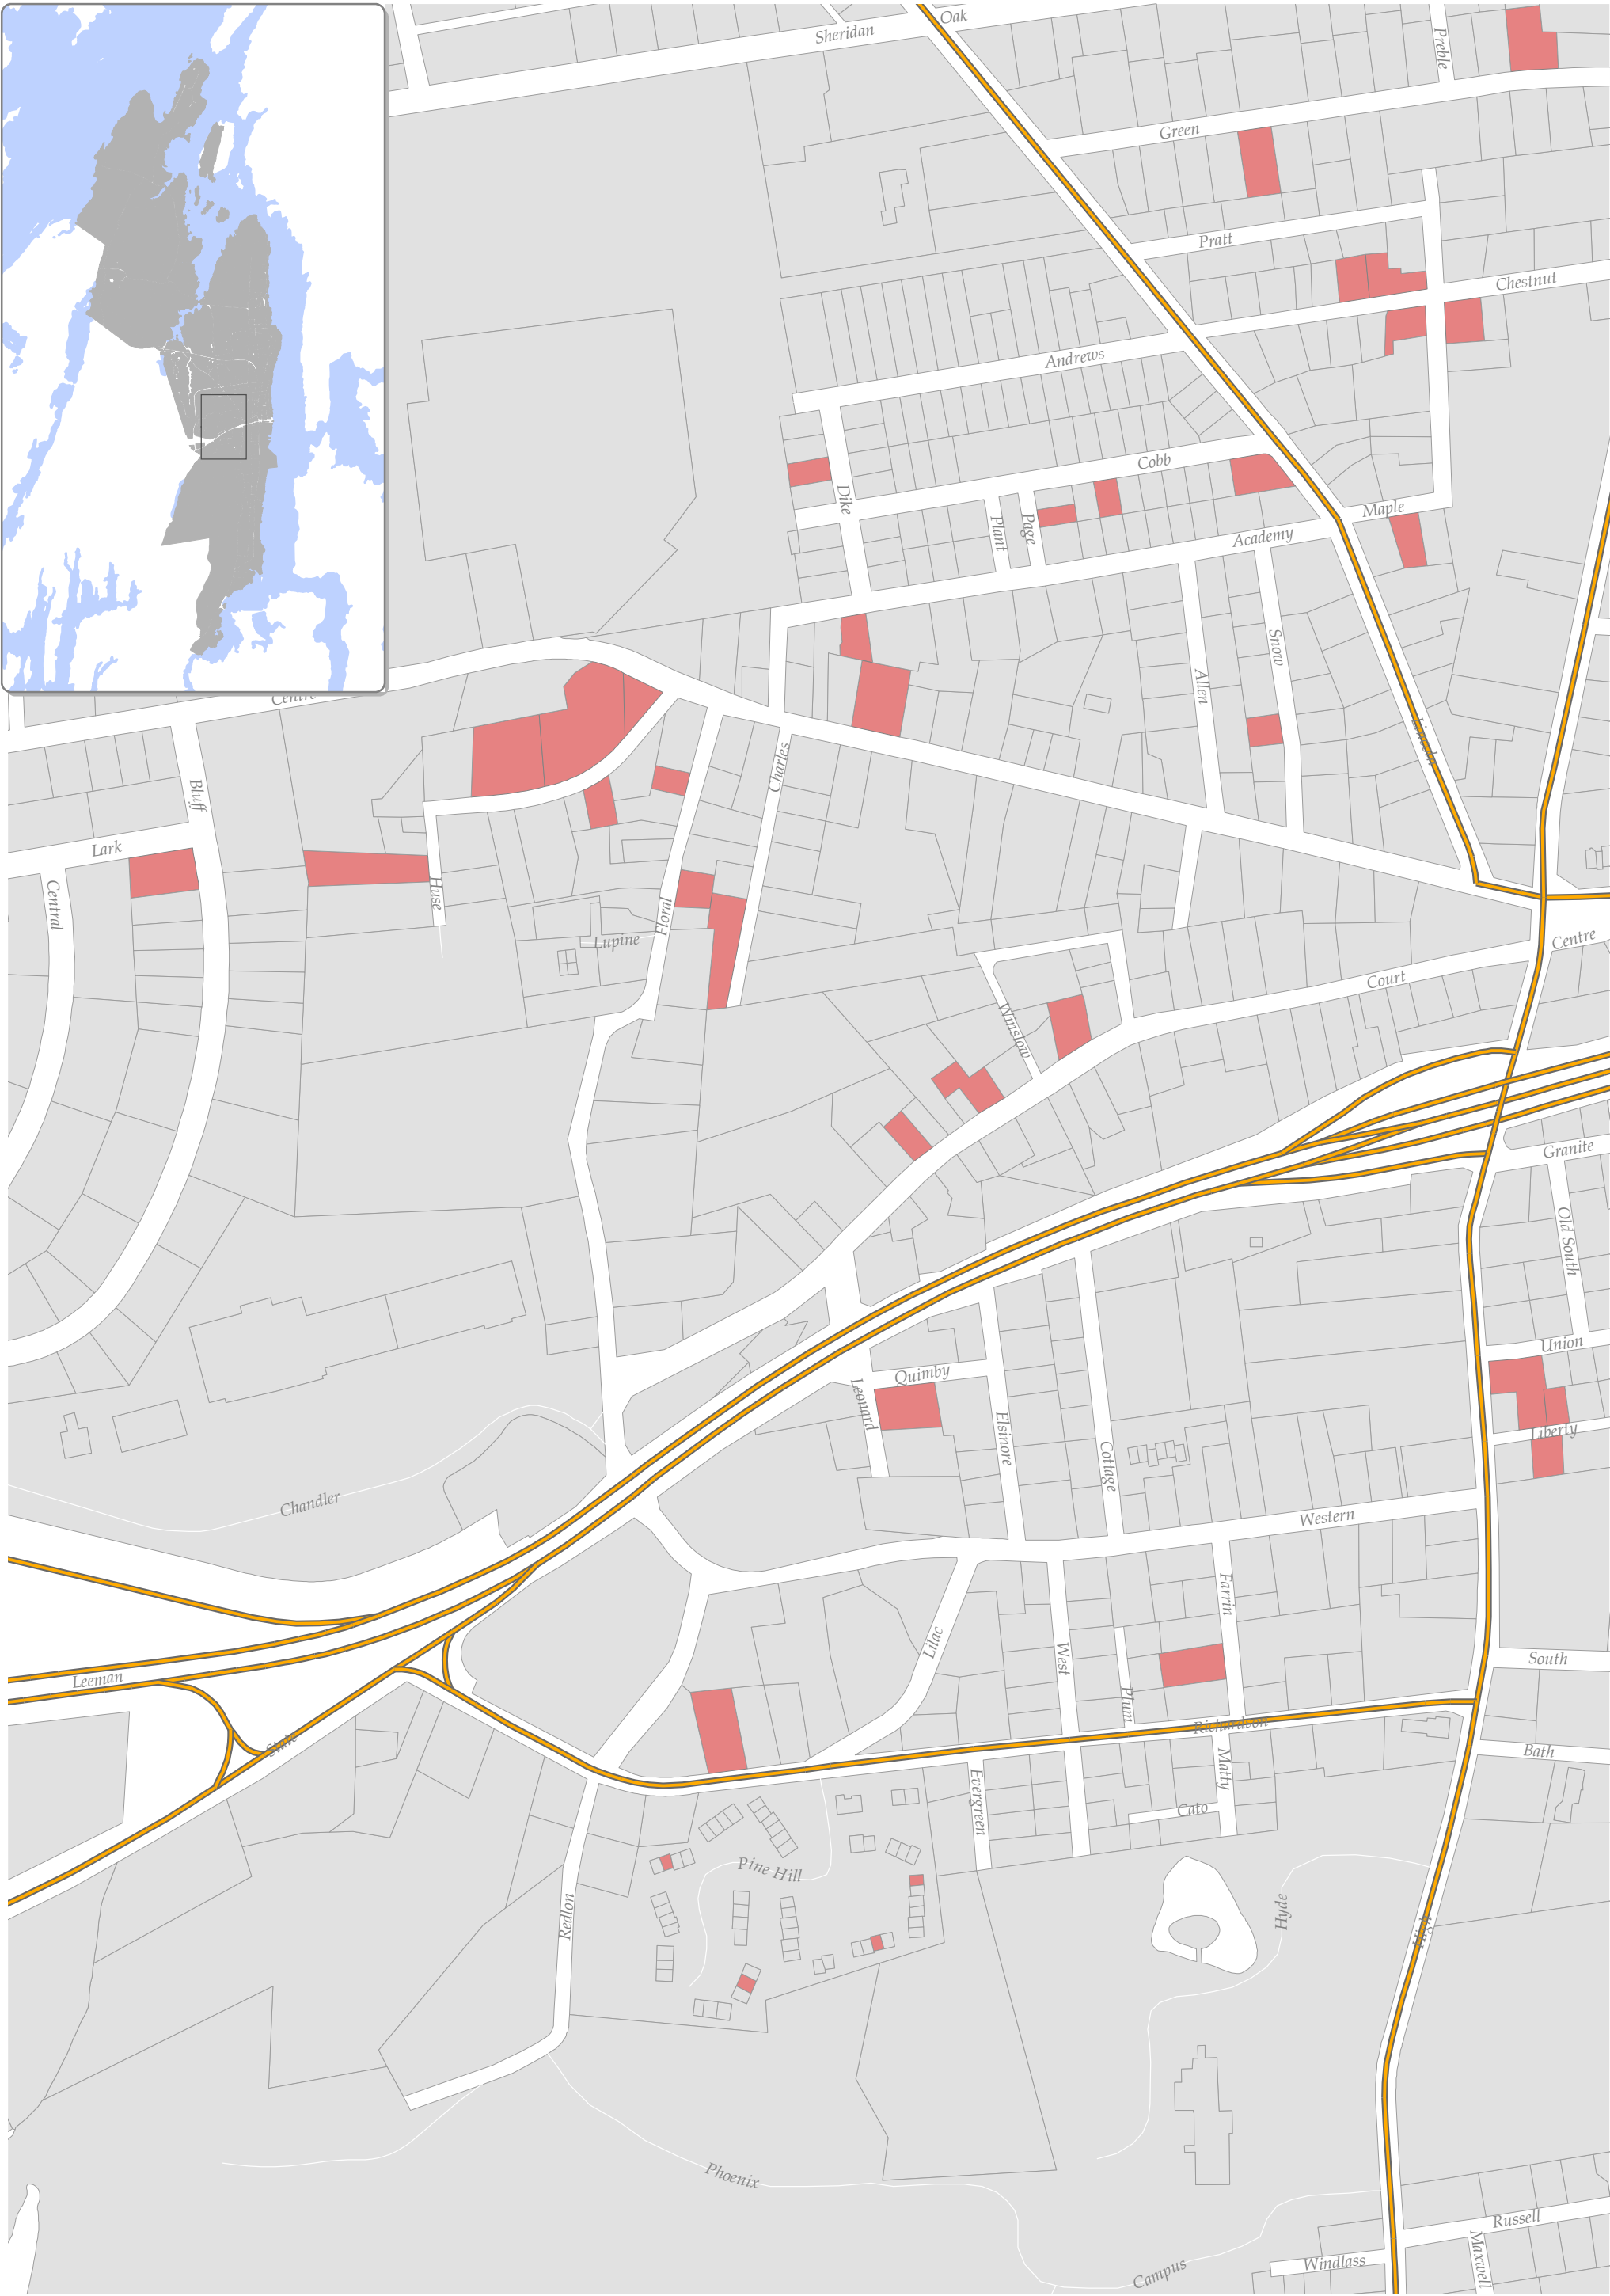 Oak
Sheridan
Preble
Green
Pratt
Chestnut
Andrews
Cobb
Dike
Plant
Page
Maple
Academy
Snow
Allen
Centre
Lincoln
Charles
Bluff
Lark
Central
Huse
Floral
Lupine
Centre
Court
Winslow
Granite
Old South
Union
Quimby
Leonard
Elsinore
Cottage
Liberty
Chandler
Western
Farrin
Lilac
West
Plum
South
Leeman
Richardson
State
Bath
Matty
Evergreen
Cato
Pine Hill
Redlon
Hyde
High
Phoenix
Russell
Maxwell
Windlass
Campus